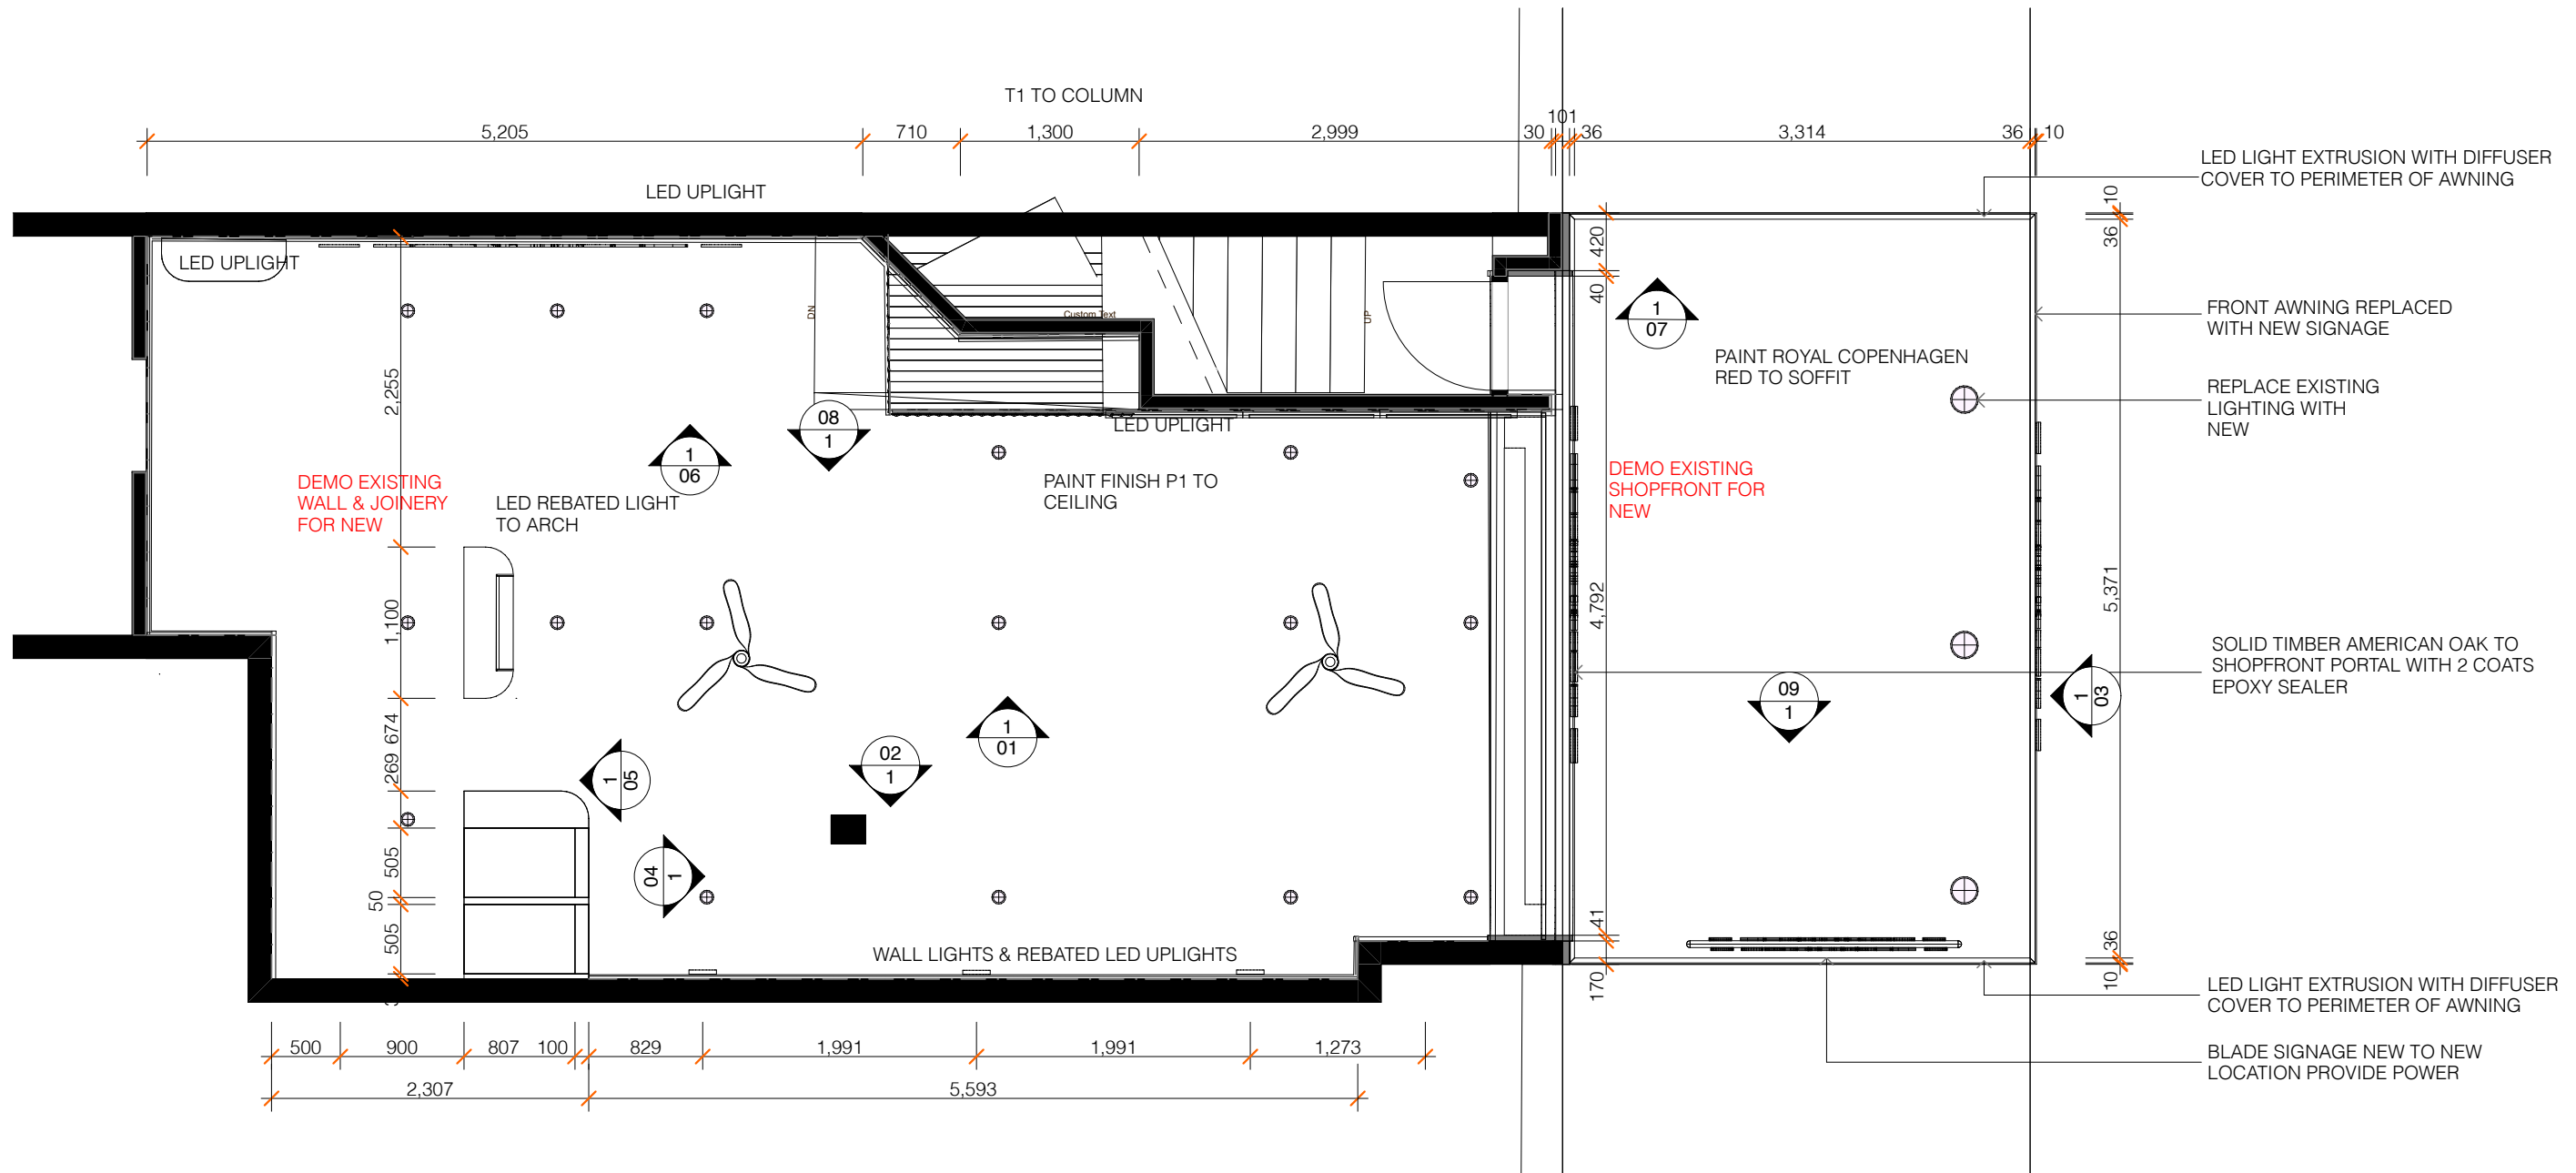 T1 TO COLUMN
5,205
710
1,300
2,999
30
101
36
3,314
36
10
LED UPLIGHT
LED LIGHT EXTRUSION WITH DIFFUSER
COVER TO PERIMETER OF AWNING
10
36
420
40
LED UPLIGHT
DN
Custom Text
UP
1
07
FRONT AWNING REPLACED
WITH NEW SIGNAGE
PAINT ROYAL COPENHAGEN
RED TO SOFFIT
REPLACE EXISTING
LIGHTING WITH
NEW
2,255
08
1
LED UPLIGHT
1
06
DEMO EXISTING
WALL & JOINERY
FOR NEW
LED REBATED LIGHT
TO ARCH
PAINT FINISH P1 TO
CEILING
DEMO EXISTING
SHOPFRONT FOR
NEW
1,100
4,792
5,371
SOLID TIMBER AMERICAN OAK TO
SHOPFRONT PORTAL WITH 2 COATS
EPOXY SEALER
674
269
1
01
02
1
09
1
1
03
1
05
04
1
505
50
505
41
170
36
10
WALL LIGHTS & REBATED LED UPLIGHTS
LED LIGHT EXTRUSION WITH DIFFUSER
COVER TO PERIMETER OF AWNING
BLADE SIGNAGE NEW TO NEW
LOCATION PROVIDE POWER
500
900
807
100
829
1,991
1,991
1,273
2,307
5,593